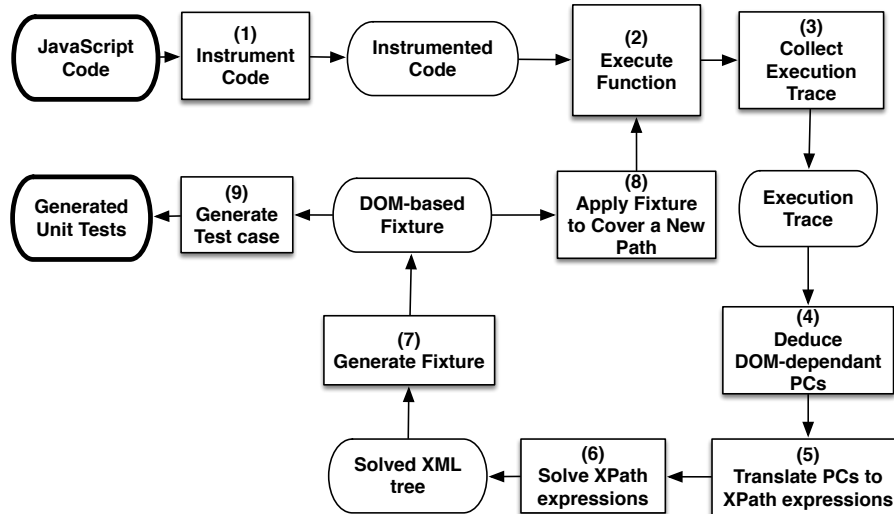 JavaScript
Code
(1)
Instrument
Code
Instrumented
Code
(2)
Execute
Function
(3)
Collect
Execution
Trace
Generated
Unit Tests
(9)
Generate
Test case
DOM-based
Fixture
(8)
Apply Fixture
to Cover a New
Path
Execution
Trace
(7)
Generate Fixture
(4)
Deduce
DOM-dependant
PCs
Solved XML
tree
(6)
Solve XPath
expressions
(5)
Translate PCs to
XPath expressions